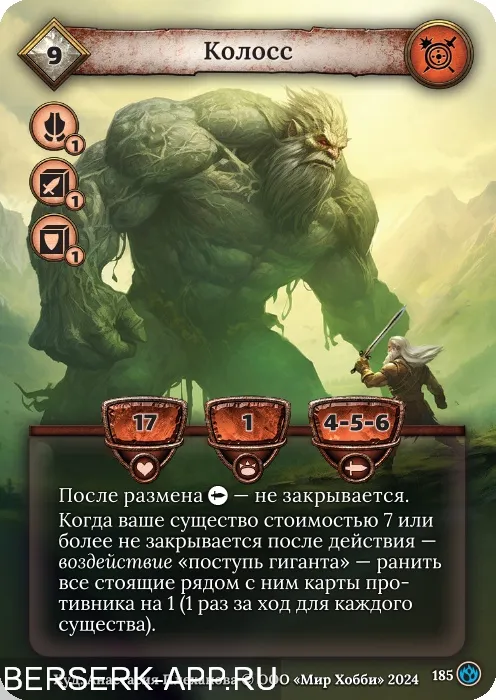 9
Колосс
1
1
1
17
1
4-5-6
После размена — не закрывается.
Когда ваше существо стоимостью 7 или
более не закрывается после действия —
воздействие «поступь гиганта» — ранить
все стоящие рядом с ним карты про-
тивника на 1 (1 раз за ход для каждого
существа).
© ООО «Мир Хобби» 2024
185
BERSERK-APP.RU